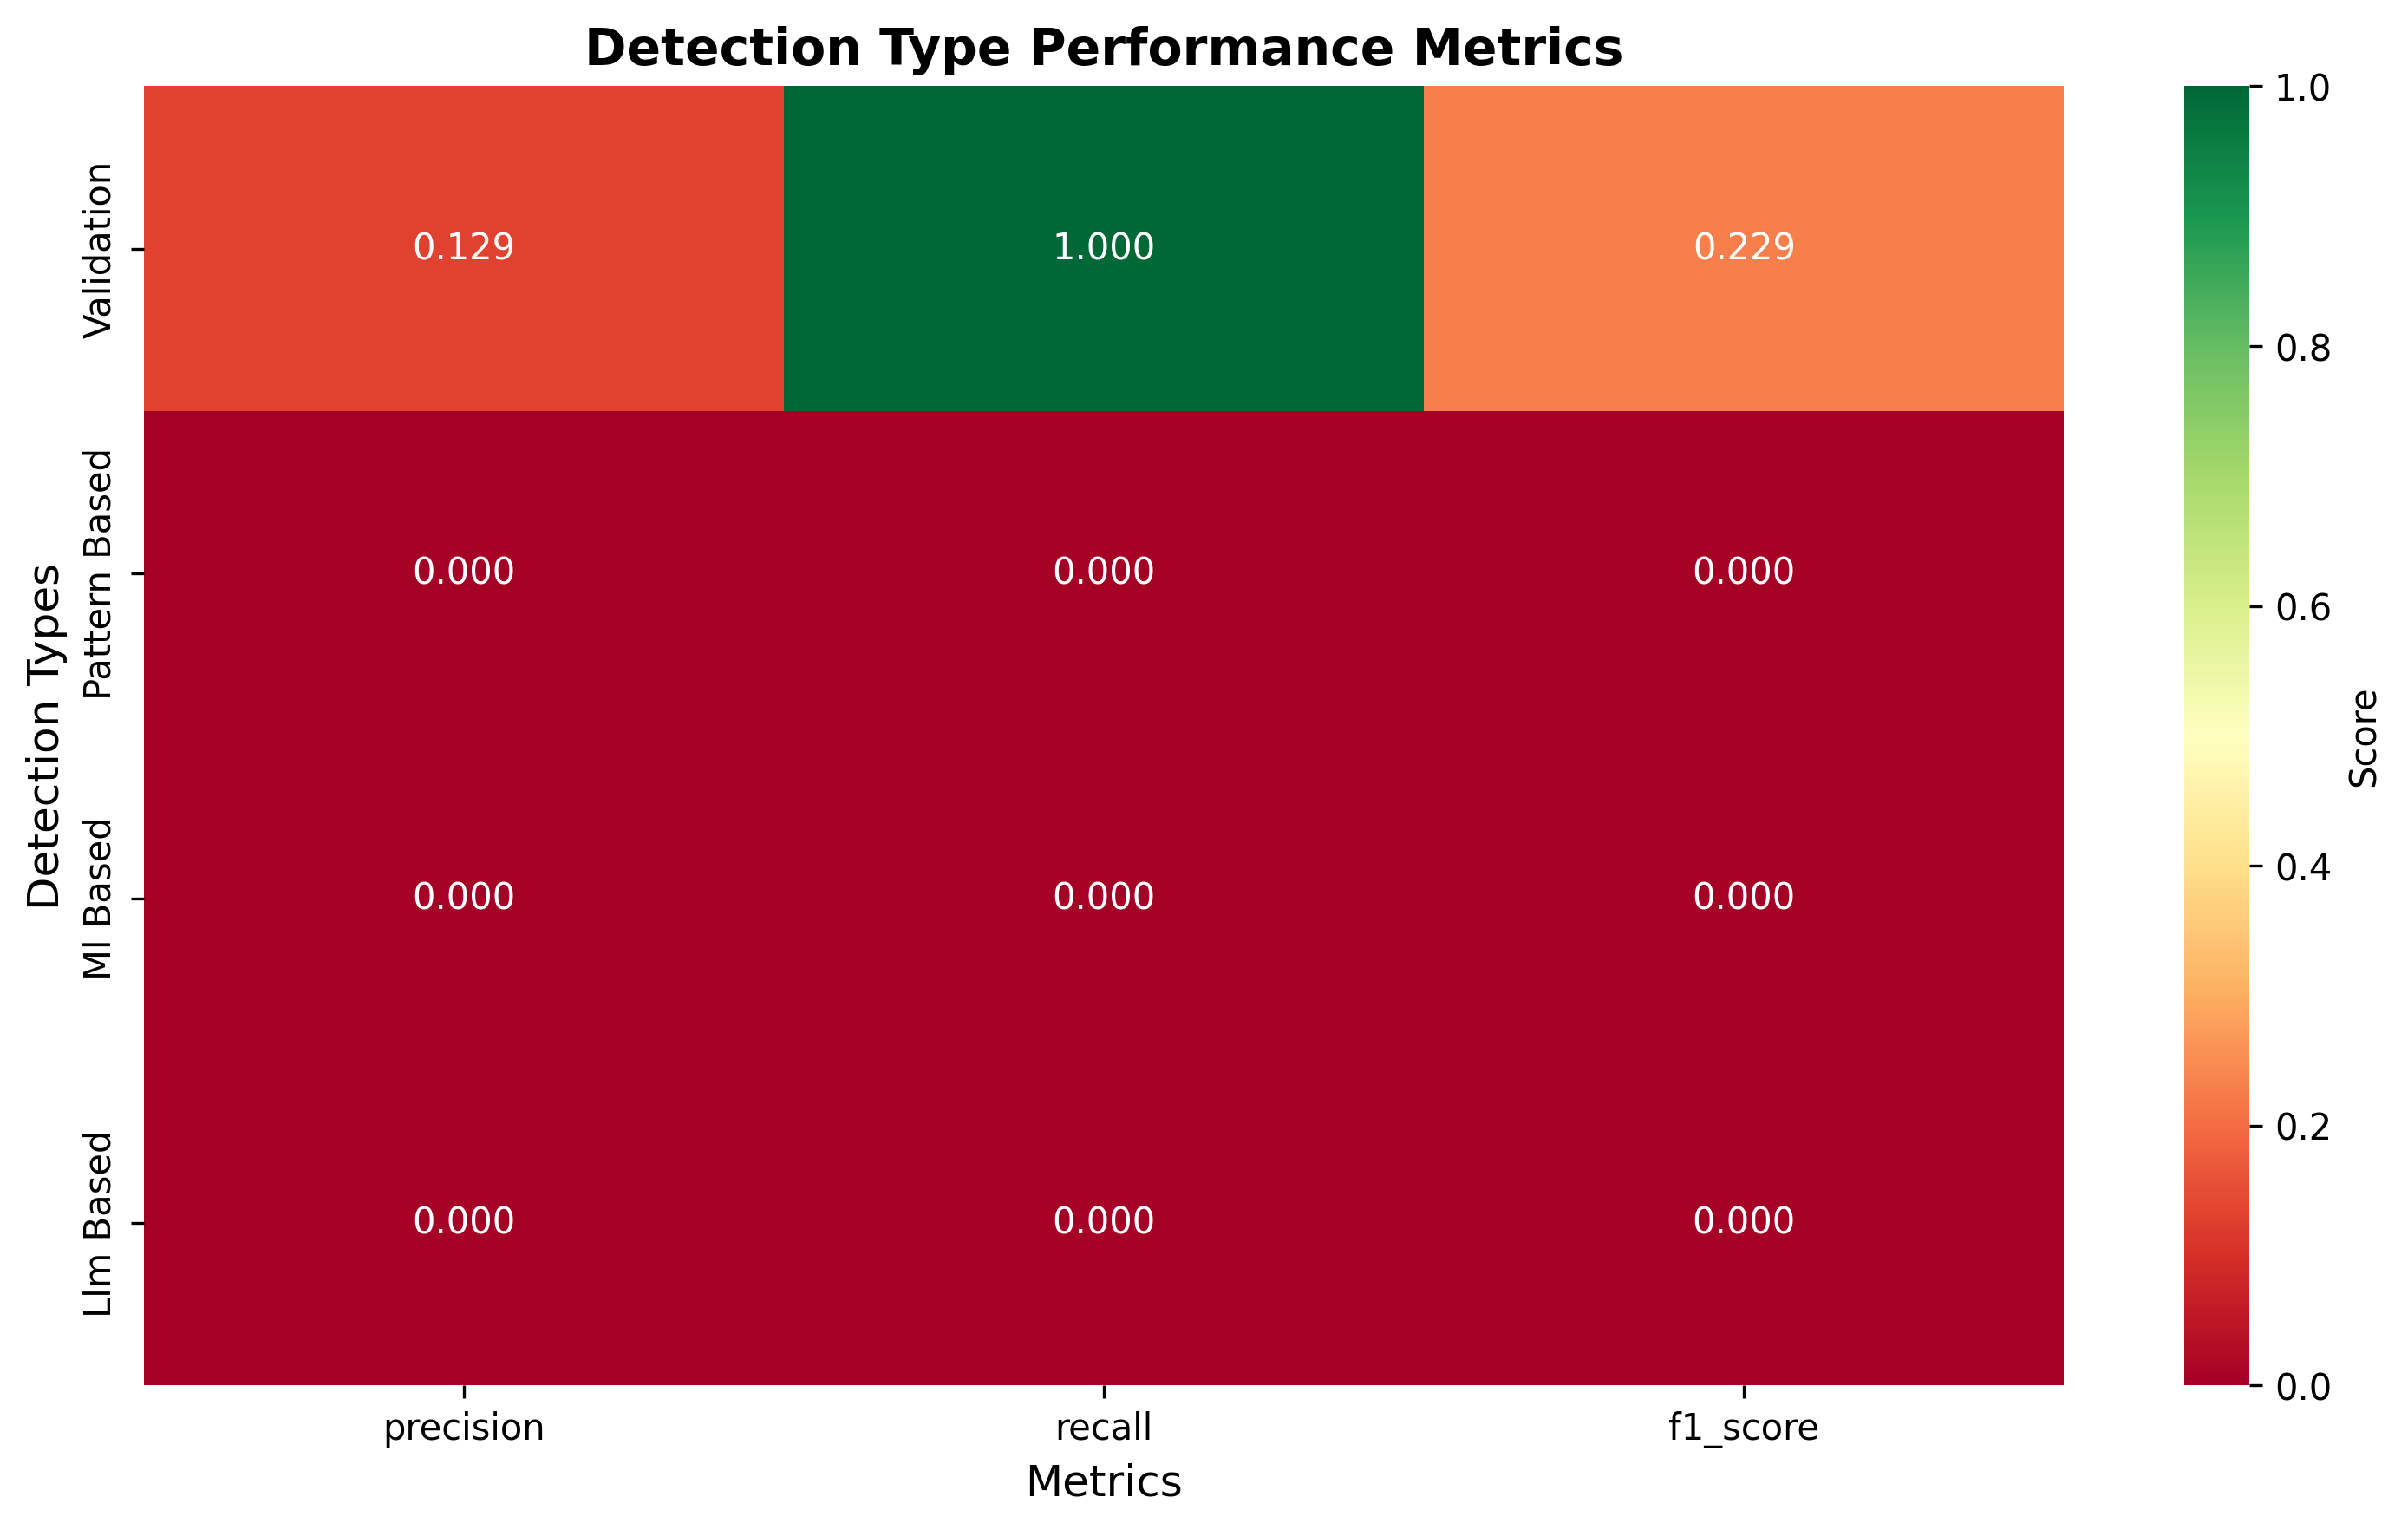 Detection Type Performance Metrics
Detection Types
Validation
0.129 1.000 0.229
Pattern Based
0.000 0.000 0.000
Ml Based
0.000 0.000 0.000
Llm Based
0.000 0.000 0.000
precision recall f1_score
Metrics
1.0
0.8
0.6
0.4
0.2
0.0
Score